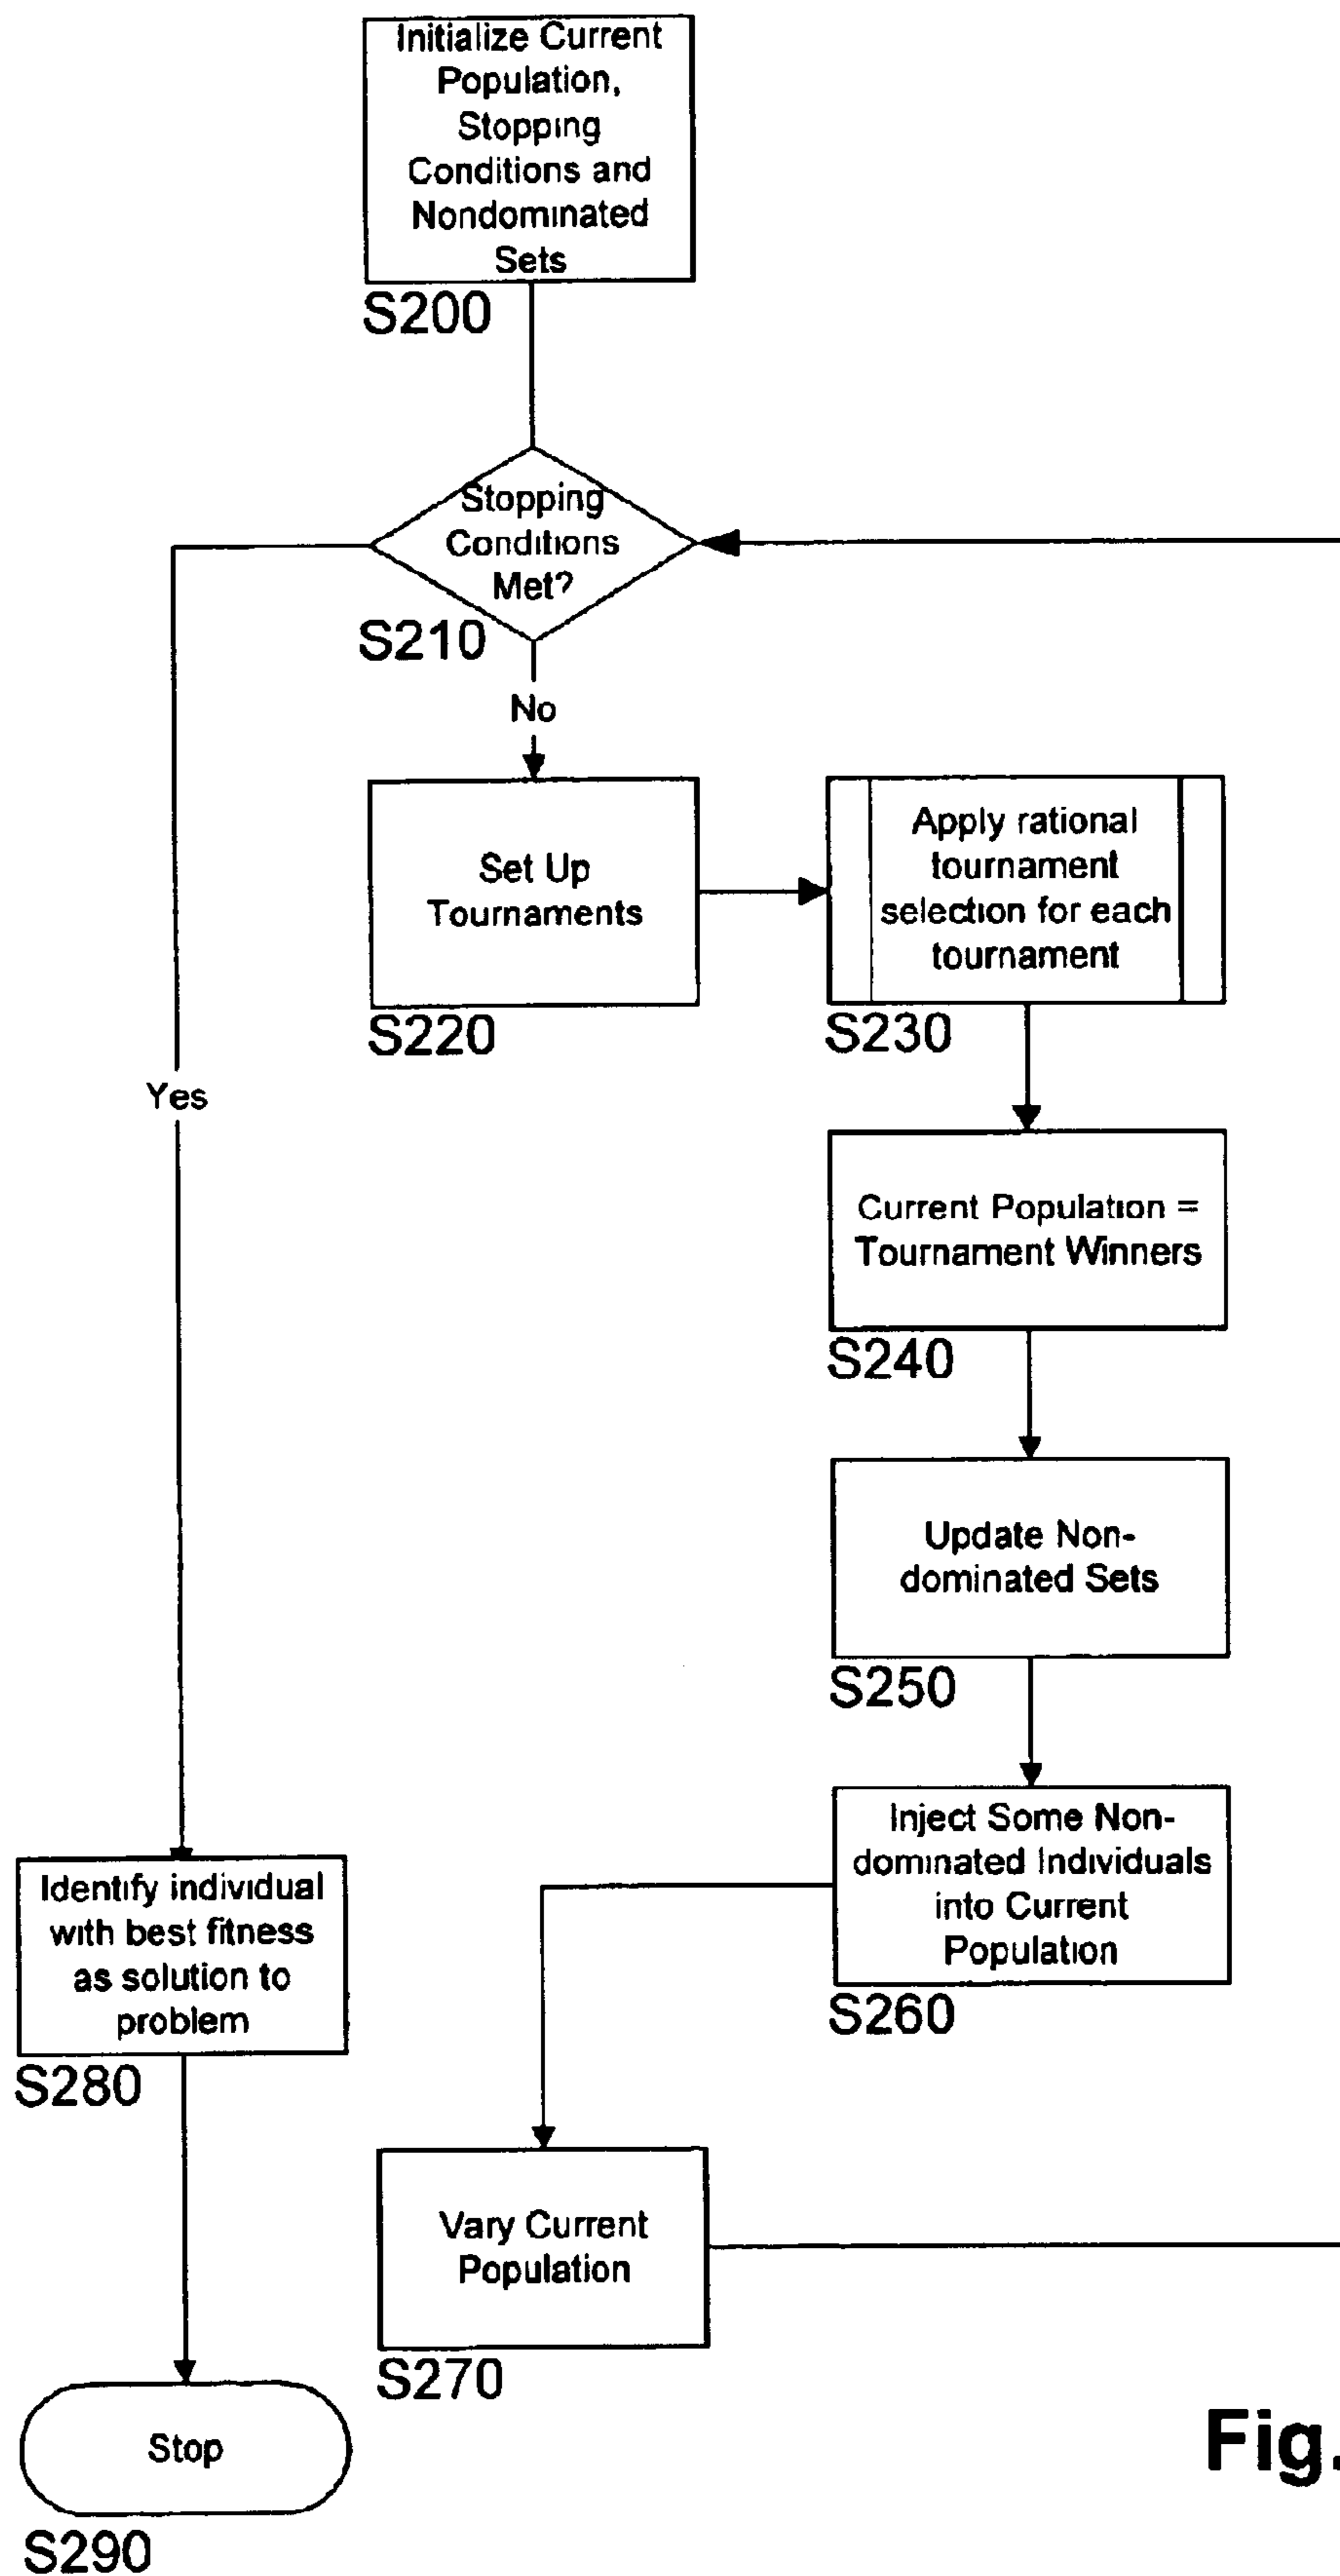 Initialize Current
Population,
Stopping
Conditions and
Nondominated
Sets
S200
Stopping
Conditions
Met?
S210
No
Set Up
Tournaments
S220
Apply rational
tournament
selection for each
tournament
S230
Yes
Current Population =
Tournament Winners
S240
Update Non-
dominated Sets
S250
Inject Some Non-
dominated Individuals
into Current
Population
S260
Identify individual
with best fitness
as solution to
problem
S280
Vary Current
Population
S270
Stop
S290
Fig.